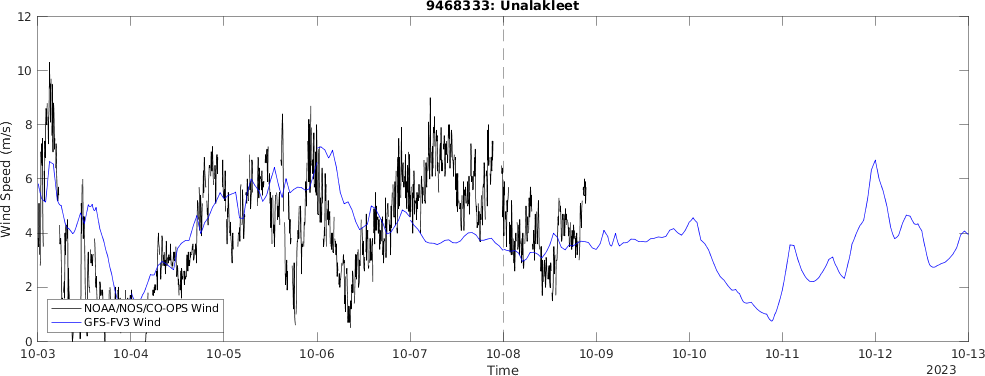 9468333: Unalakleet
12
10
8
6
4
2
0
Wind Speed (m/s)
NOAA/NOS/CO-OPS Wind
GFS-FV3 Wind
10-03 10-04 10-05 10-06 10-07 10-08 10-09 10-10 10-11 10-12 10-13
Time
2023